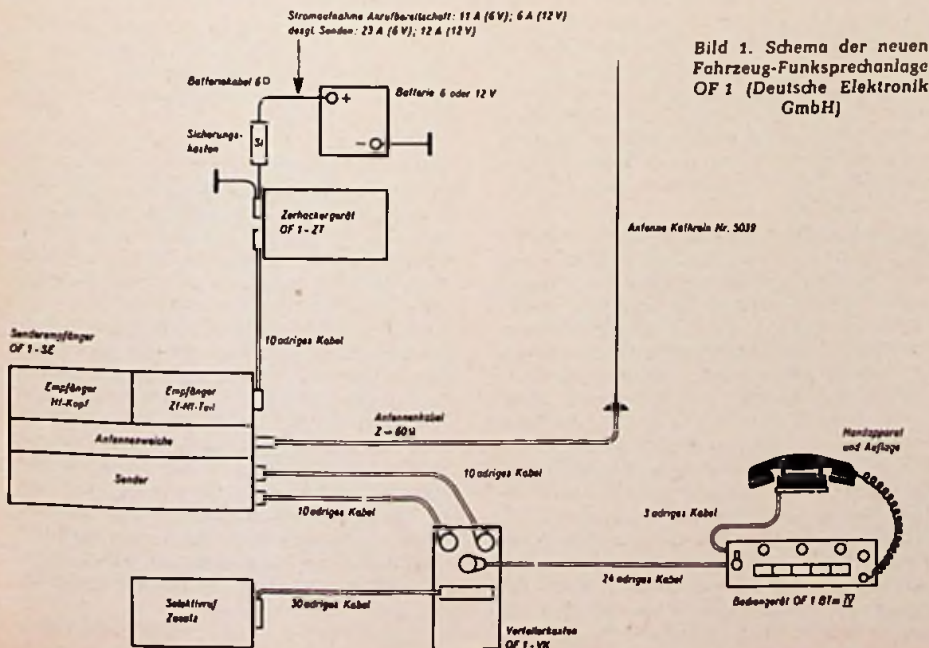 Stromaufnahme Anrufbereitschaft: 11 A (6 V); 6 A (12 V)
desgl. Senden: 23 A (6 V); 12 A (12 V)
Bild 1. Schema der neuen
Fahrzeug-Funksprechanlage
OF 1 (Deutsche Elektronik
GmbH)
Batteriekabel 6□
Batterie 6 oder 12 V
+
Sicherungs-
kasten
Si
-
Zerhackergerät
OF 1 - ZT
Antenne Kathrein Nr. 5039
10 adriges Kabel
Senderempfänger
OF 1 - SE
Empfänger
Hf-Kopf
Empfänger
Zf-Nf-Teil
Antennenweiche
Antennenkabel
Z = 60 Ω
Handapparat
und Auflage
Sender
10 adriges Kabel
10 adriges Kabel
3 adriges Kabel
24 adriges Kabel
Selektivruf
Zusatz
30 adriges Kabel
Bediengerät OF 1 BTm IV
Verteilerkasten
OF 1 - VK